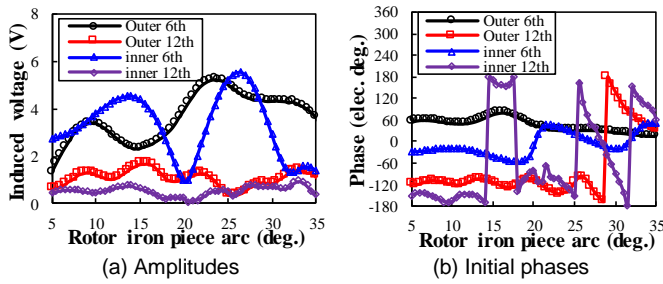 (a)
Outer 6th
Outer 12th
inner 6th
inner 12th
Induced voltage (V)
8
6
4
2
0
5 10 15 20 25 30 35
Rotor iron piece arc (deg.)
(a) Amplitudes
(b)
Outer 6th
Outer 12th
inner 6th
inner 12th
Phase (elec. deg.)
360
300
240
180
120
60
0
-60
-120
-180
5 10 15 20 25 30 35
Rotor iron piece arc (deg.)
(b) Initial phases